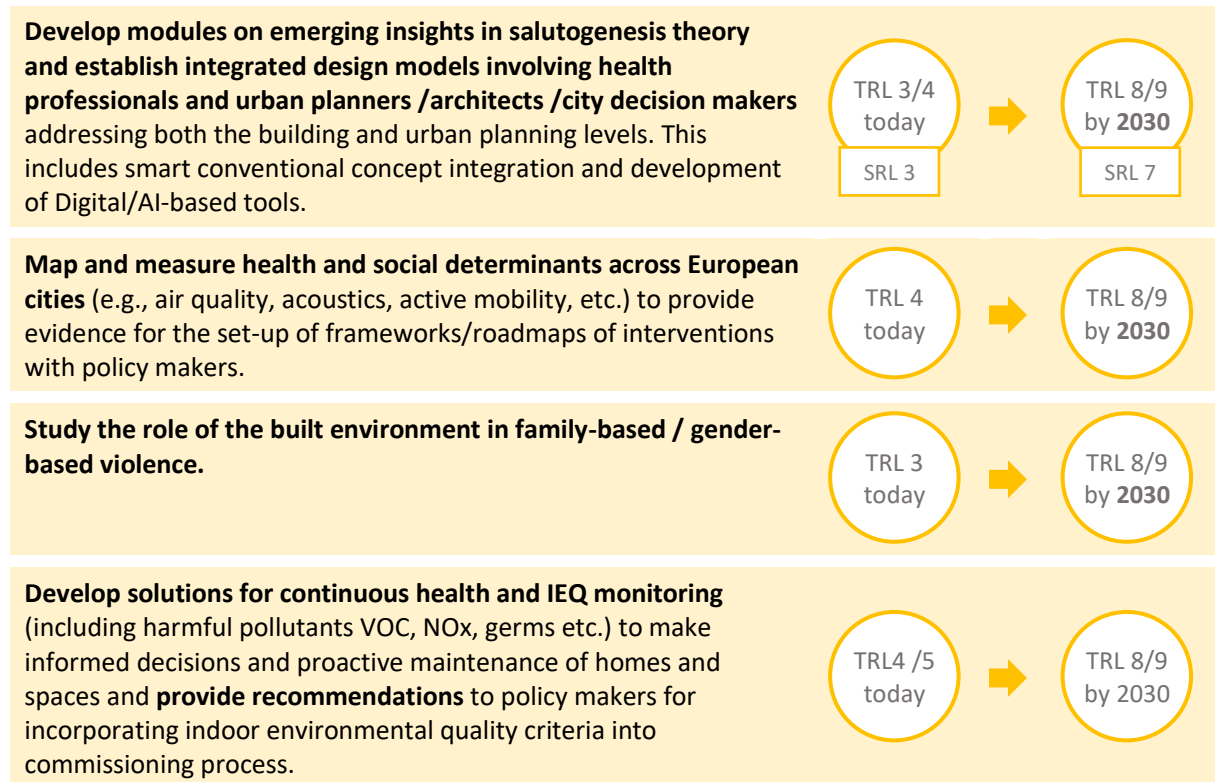 Develop modules on emerging insights in salutogenesis theory
and establish integrated design models involving health
professionals and urban planners /architects /city decision makers
addressing both the building and urban planning levels. This
includes smart conventional concept integration and development
of Digital/AI-based tools.
TRL 3/4
today
SRL 3
TRL 8/9
by 2030
SRL 7
Map and measure health and social determinants across European
cities (e.g., air quality, acoustics, active mobility, etc.) to provide
evidence for the set-up of frameworks/roadmaps of interventions
with policy makers.
TRL 4
today
TRL 8/9
by 2030
Study the role of the built environment in family-based / gender-
based violence.
TRL 3
today
TRL 8/9
by 2030
Develop solutions for continuous health and IEQ monitoring
(including harmful pollutants VOC, NOx, germs etc.) to make
informed decisions and proactive maintenance of homes and
spaces and provide recommendations to policy makers for
incorporating indoor environmental quality criteria into
commissioning process.
TRL4 /5
today
TRL 8/9
by 2030